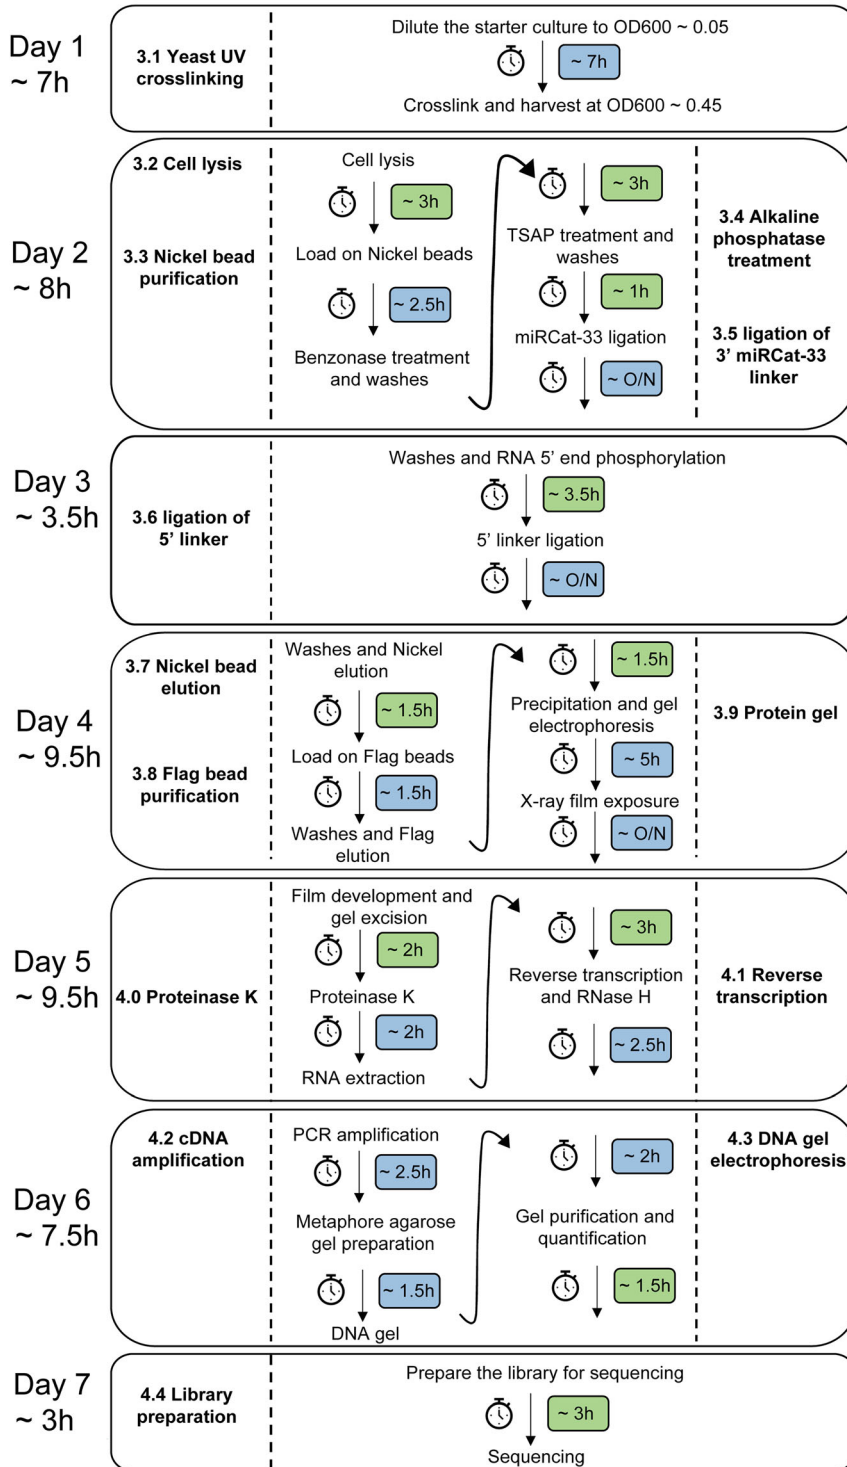 Day 1
~ 7h
3.1 Yeast UV
crosslinking
Dilute the starter culture to OD600 ~ 0.05
~ 7h
Crosslink and harvest at OD600 ~ 0.45
Day 2
~ 8h
3.2 Cell lysis
3.3 Nickel bead
purification
Cell lysis
~ 3h
Load on Nickel beads
~ 2.5h
Benzonase treatment
and washes
~ 3h
TSAP treatment and
washes
~ 1h
miRCat-33 ligation
~ O/N
3.4 Alkaline
phosphatase
treatment
3.5 ligation of
3’ miRCat-33
linker
Day 3
~ 3.5h
3.6 ligation of
5’ linker
Washes and RNA 5’ end phosphorylation
~ 3.5h
5’ linker ligation
~ O/N
Day 4
~ 9.5h
3.7 Nickel bead
elution
3.8 Flag bead
purification
Washes and Nickel
elution
~ 1.5h
Load on Flag beads
~ 1.5h
Washes and Flag
elution
~ 1.5h
Precipitation and gel
electrophoresis
~ 5h
X-ray film exposure
~ O/N
3.9 Protein gel
Day 5
~ 9.5h
4.0 Proteinase K
Film development and
gel excision
~ 2h
Proteinase K
~ 2h
RNA extraction
~ 3h
Reverse transcription
and RNase H
~ 2.5h
4.1 Reverse
transcription
Day 6
~ 7.5h
4.2 cDNA
amplification
PCR amplification
~ 2.5h
Metaphore agarose
gel preparation
~ 1.5h
DNA gel
~ 2h
Gel purification and
quantification
~ 1.5h
4.3 DNA gel
electrophoresis
Day 7
~ 3h
4.4 Library
preparation
Prepare the library for sequencing
~ 3h
Sequencing